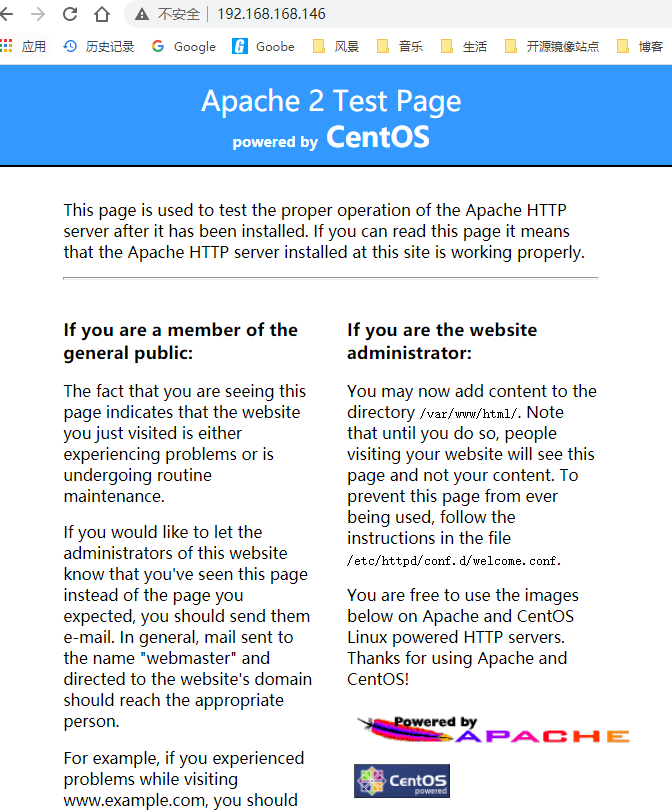 不安全 192.168.168.146
应用 历史记录 Google Goobe 风景 音乐 生活 开源镜像站点 博客
Apache 2 Test Page
powered by CentOS
This page is used to test the proper operation of the Apache HTTP
server after it has been installed. If you can read this page it means
that the Apache HTTP server installed at this site is working properly.
If you are a member of the
general public:
The fact that you are seeing this
page indicates that the website
you just visited is either
experiencing problems or is
undergoing routine
maintenance.
If you would like to let the
administrators of this website
know that you've seen this page
instead of the page you
expected, you should send them
e-mail. In general, mail sent to
the name "webmaster" and
directed to the website's domain
should reach the appropriate
person.
For example, if you experienced
problems while visiting
www.example.com, you should
If you are the website
administrator:
You may now add content to the
directory /var/www/html/. Note
that until you do so, people
visiting your website will see this
page and not your content. To
prevent this page from ever
being used, follow the
instructions in the file
/etc/httpd/conf.d/welcome.conf.
You are free to use the images
below on Apache and CentOS
Linux powered HTTP servers.
Thanks for using Apache and
CentOS!
Powered by
APACHE
CentOS
powered